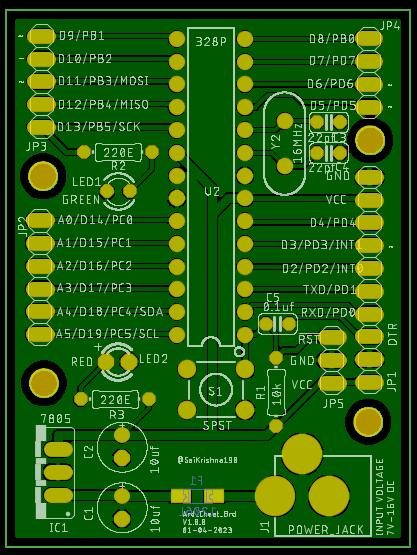 JP4
~ D9/PB1
328P
D8/PB0
D10/PB2
D7/PD7
~ D11/PB3/MOSI
D6/PD6 ~
D12/PB4/MISO
D5/PD5 ~
D13/PB5/SCK
22pf C3
JP3
220E
R2
Y2
16MHz
22pf
GND
LED1
GREEN
U2
VCC
JP2
A0/D14/PC0
D4/PD4
A1/D15/PC1
D3/PD3/INT1 ~
A2/D16/PC2
D2/PD2/INT0
A3/D17/PC3
TXD/PD1
A4/D18/PC4/SDA
C5
0.1uf
RXD/PD0
A5/D19/PC5/SCL
RST
DTR
+
RED
LED2
GND
S1
R1
10k
VCC
JP1
220E
JP5
R3
SPST
7805
C2
10uf
@SaiKrishna198
F1
C1
10uf
Ard_Cheat_Brd
V1.0.0
01-04-2023
IC1
J1
POWER_JACK
INPUT VOLTAGE
7V-16V DC